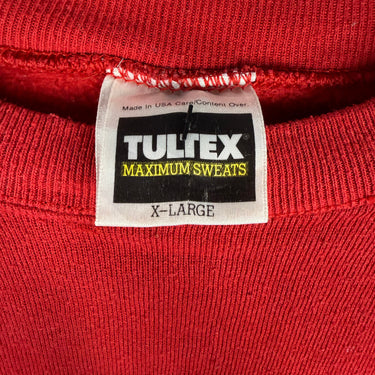 Made in USA Care/Content Over.
TULTEX
MAXIMUM SWEATS
X-LARGE